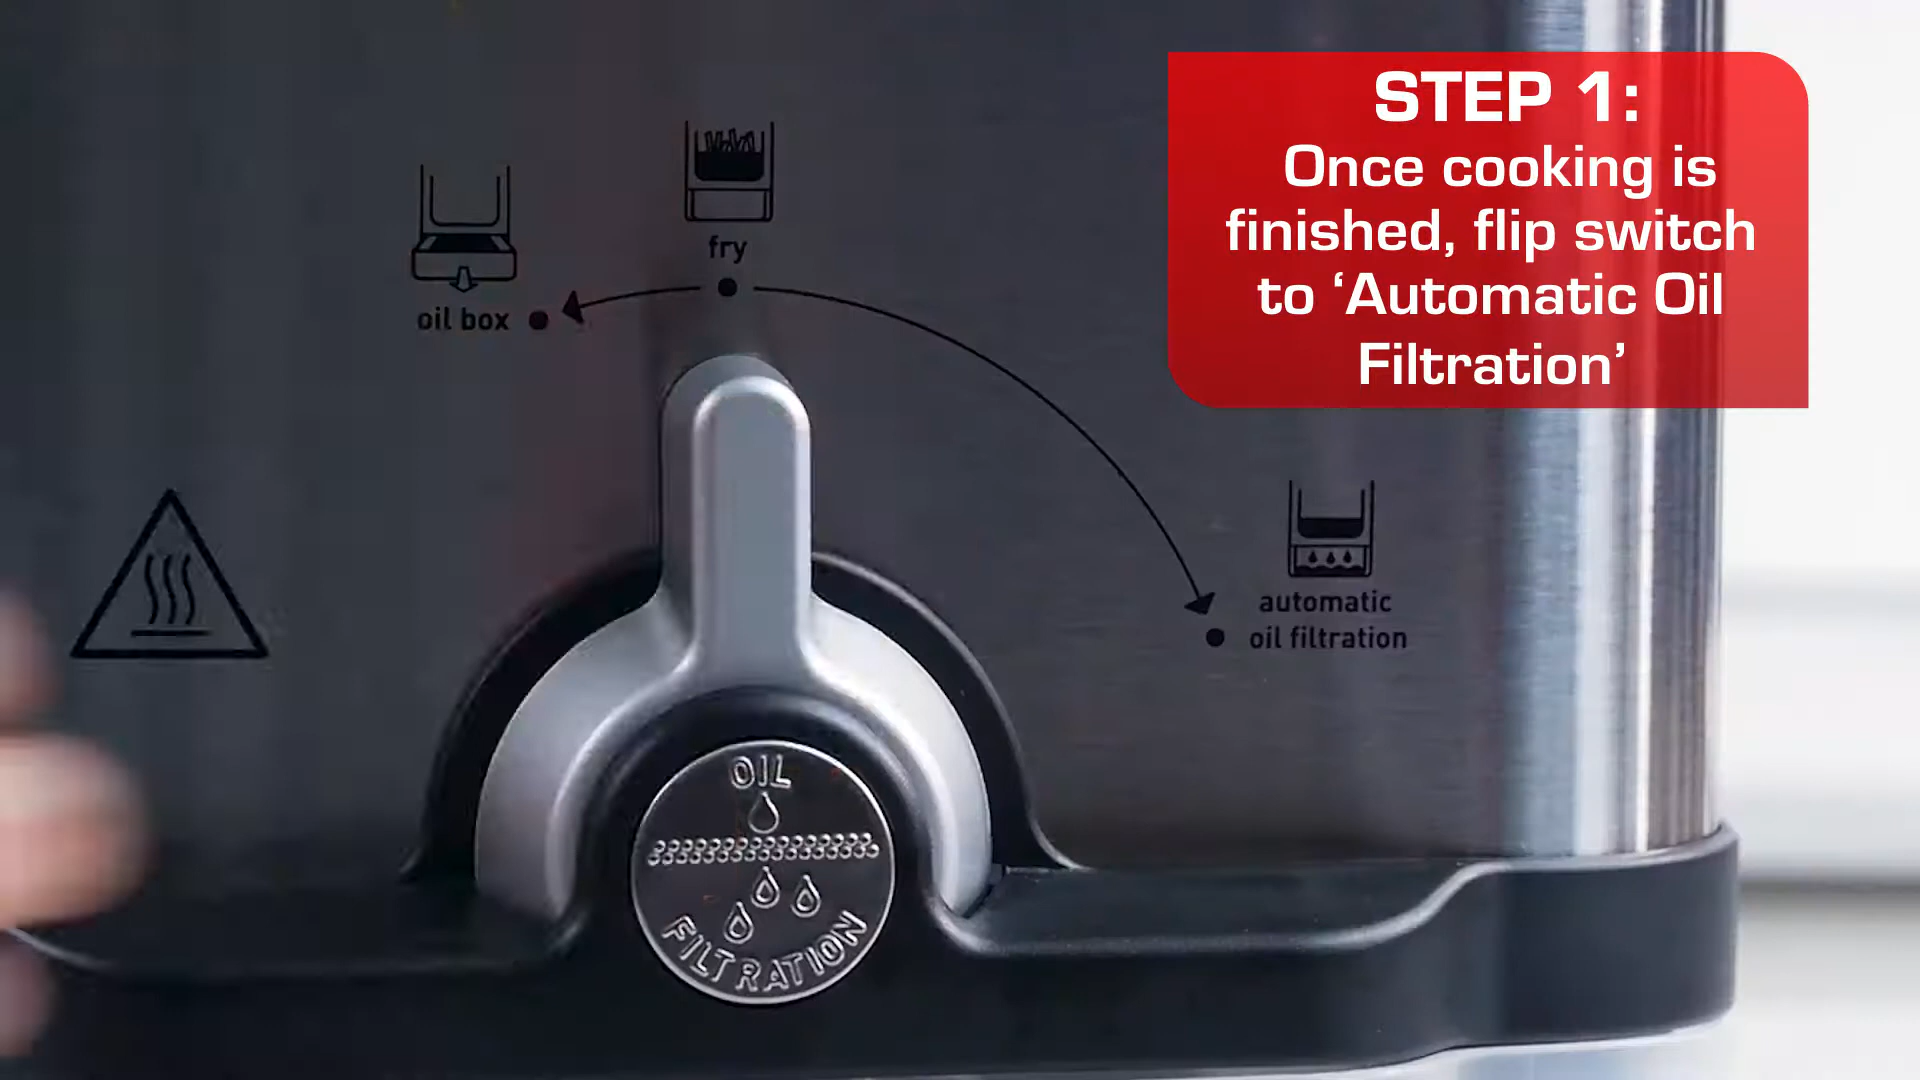 STEP 1:
Once cooking is
finished, flip switch
to ‘Automatic Oil
Filtration’
fry
oil box
automatic
oil filtration
OIL
FILTRATION